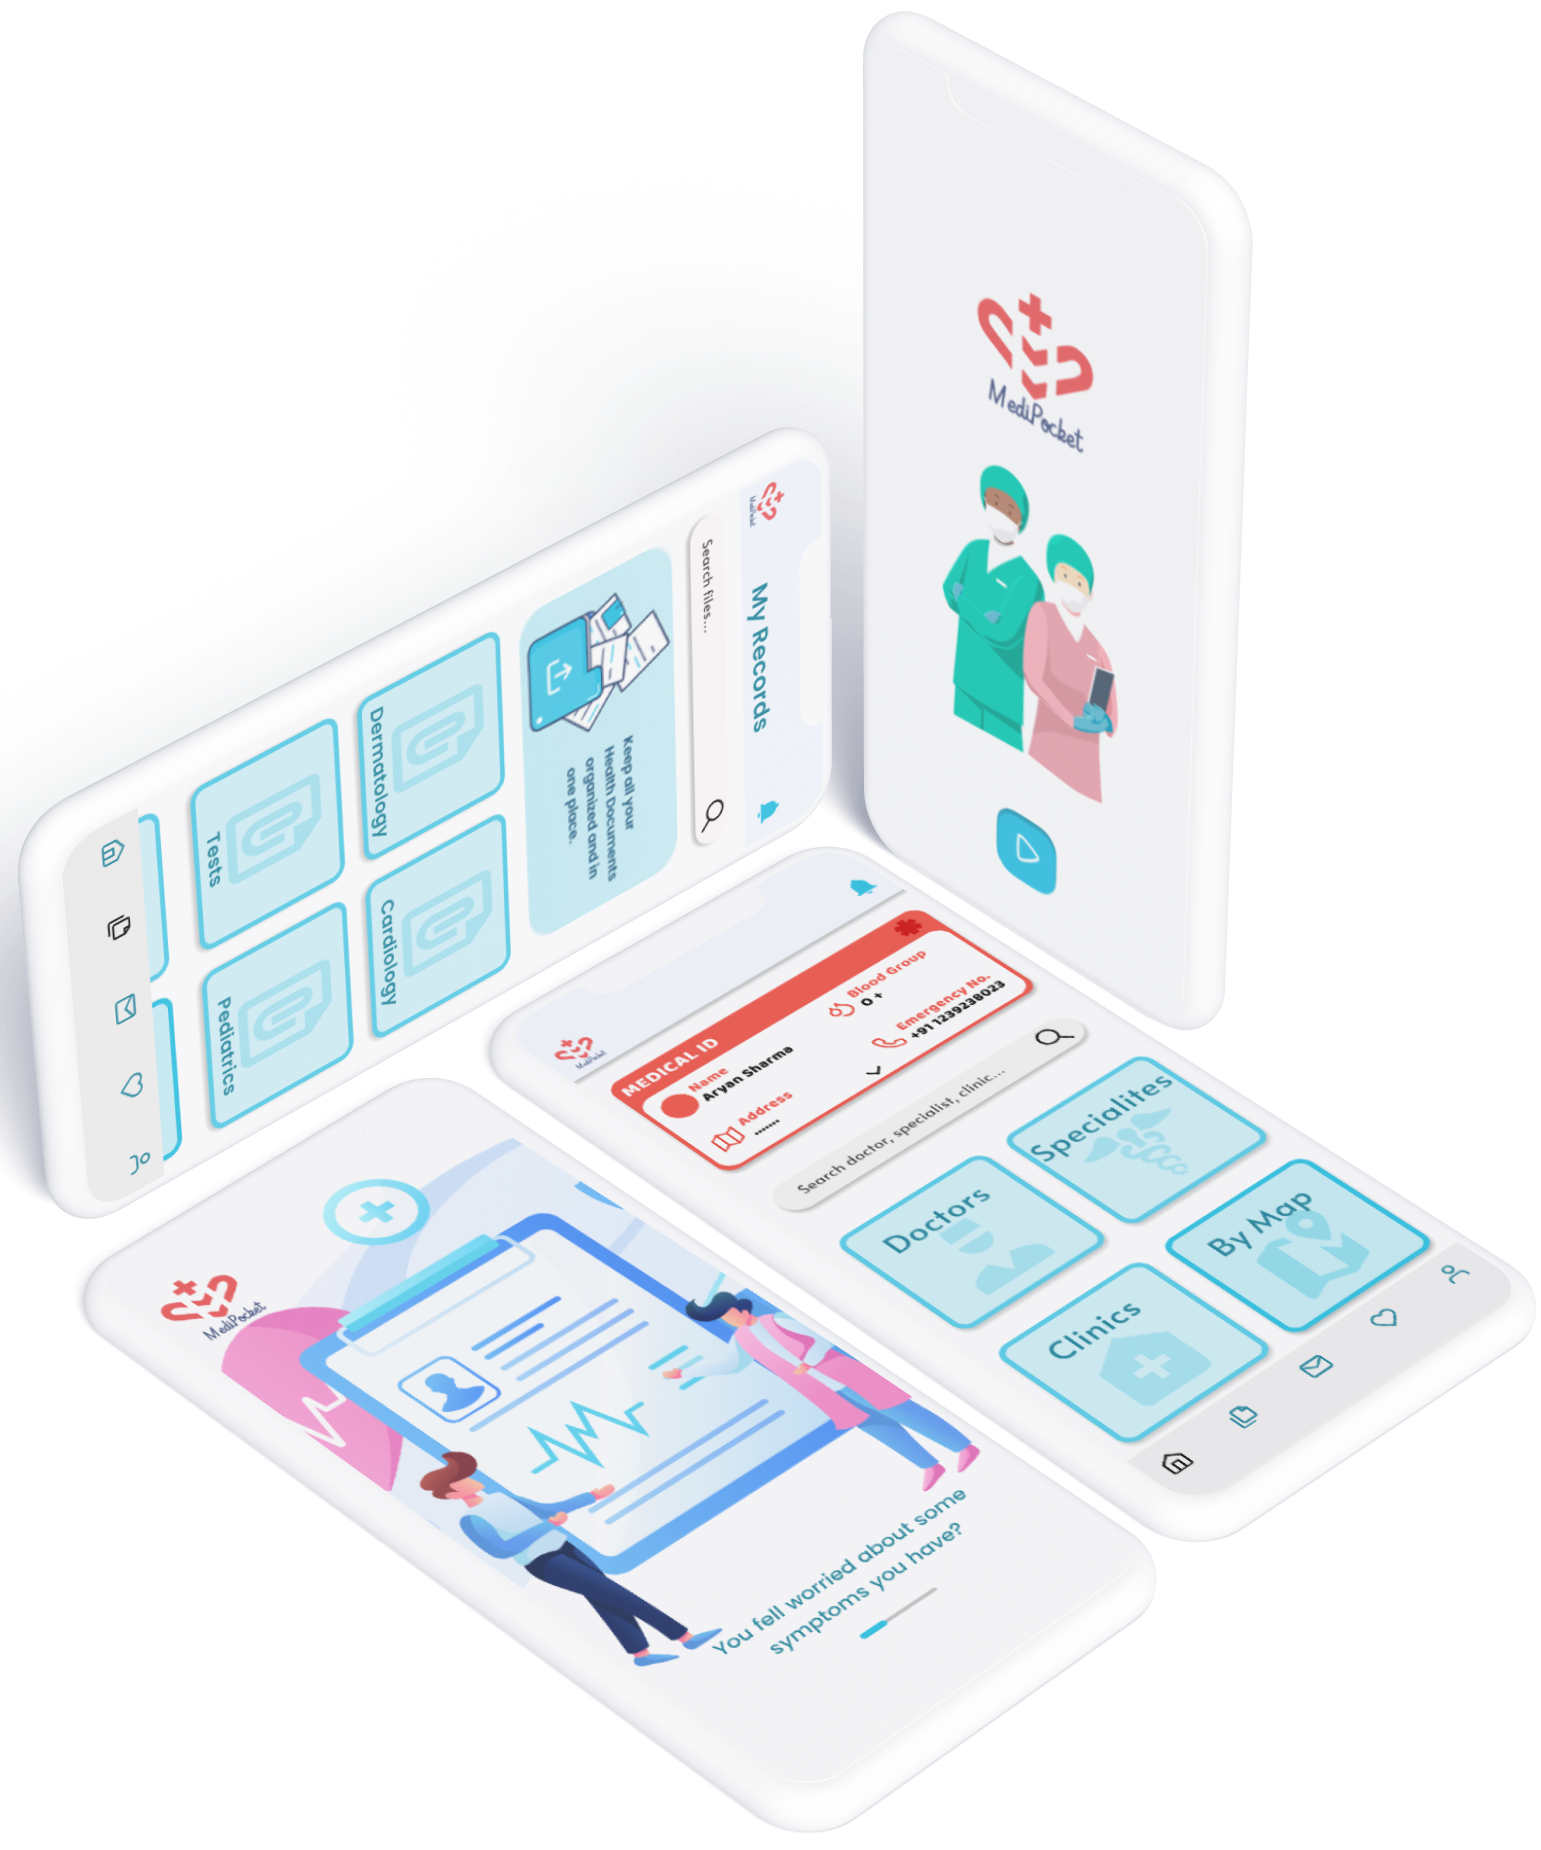 MediPocket
MediPocket
My Records
Search files...
Keep all your
Health Documents
organized and in
one place.
Dermatology
Cardiology
Tests
Pediatrics
MediPocket
MEDICAL ID
Name
Aryan Sharma
Blood Group
O +
Address
.......
Emergency No.
+91 1239238023
Search doctor, specialist, clinic...
Doctors
Specialites
Clinics
By Map
MediPocket
You fell worried about some
symptoms you have?